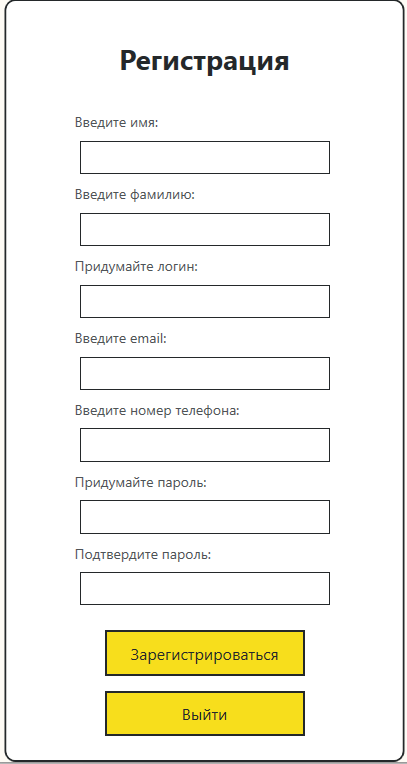 Регистрация
Введите имя:
Введите фамилию:
Придумайте логин:
Введите email:
Введите номер телефона:
Придумайте пароль:
Подтвердите пароль:
Зарегистрироваться
Выйти